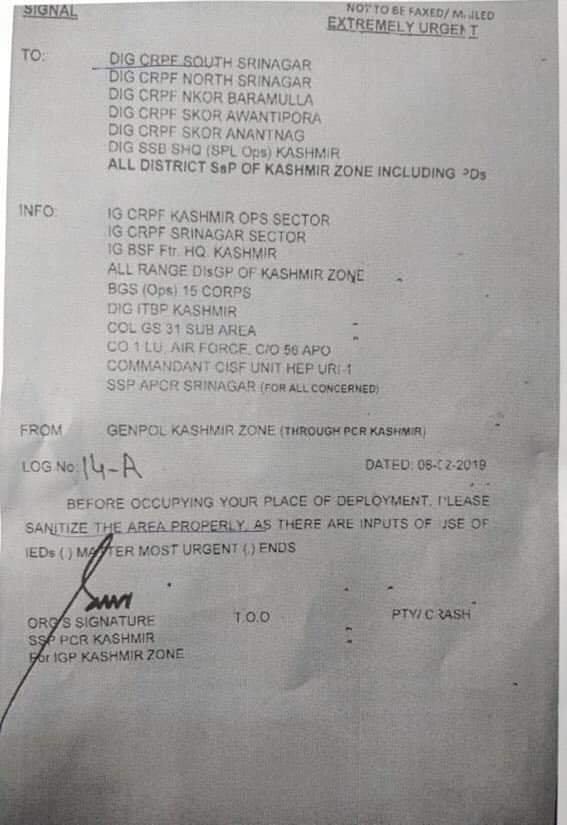 SIGNAL
NOT TO BE FAXED/ MAILED
EXTREMELY URGENT
TO: DIG CRPF SOUTH SRINAGAR
DIG CRPF NORTH SRINAGAR
DIG CRPF NKOR BARAMULLA
DIG CRPF SKOR AWANTIPORA
DIG CRPF SKOR ANANTNAG
DIG SSB SHQ (SPL Ops) KASHMIR
ALL DISTRICT SsP OF KASHMIR ZONE INCLUDING PDs
INFO: IG CRPF KASHMIR OPS SECTOR
IG CRPF SRINAGAR SECTOR
IG BSF Ftr. HQ. KASHMIR
ALL RANGE DIsGP OF KASHMIR ZONE
BGS (Ops) 15 CORPS
DIG ITBP KASHMIR
COL GS 31 SUB AREA
CO 1 LU, AIR FORCE, C/O 56 APO
COMMANDANT CISF UNIT HEP URI-1
SSP APCR SRINAGAR (FOR ALL CONCERNED)
FROM GENPOL KASHMIR ZONE (THROUGH PCR KASHMIR)
LOG No: 14-A DATED: 08-02-2019
BEFORE OCCUPYING YOUR PLACE OF DEPLOYMENT, PLEASE
SANITIZE THE AREA PROPERLY, AS THERE ARE INPUTS OF USE OF
IEDs (.) MATTER MOST URGENT (.) ENDS
ORG'S SIGNATURE T.O.O PTY/ CRASH
SSP PCR KASHMIR
For IGP KASHMIR ZONE